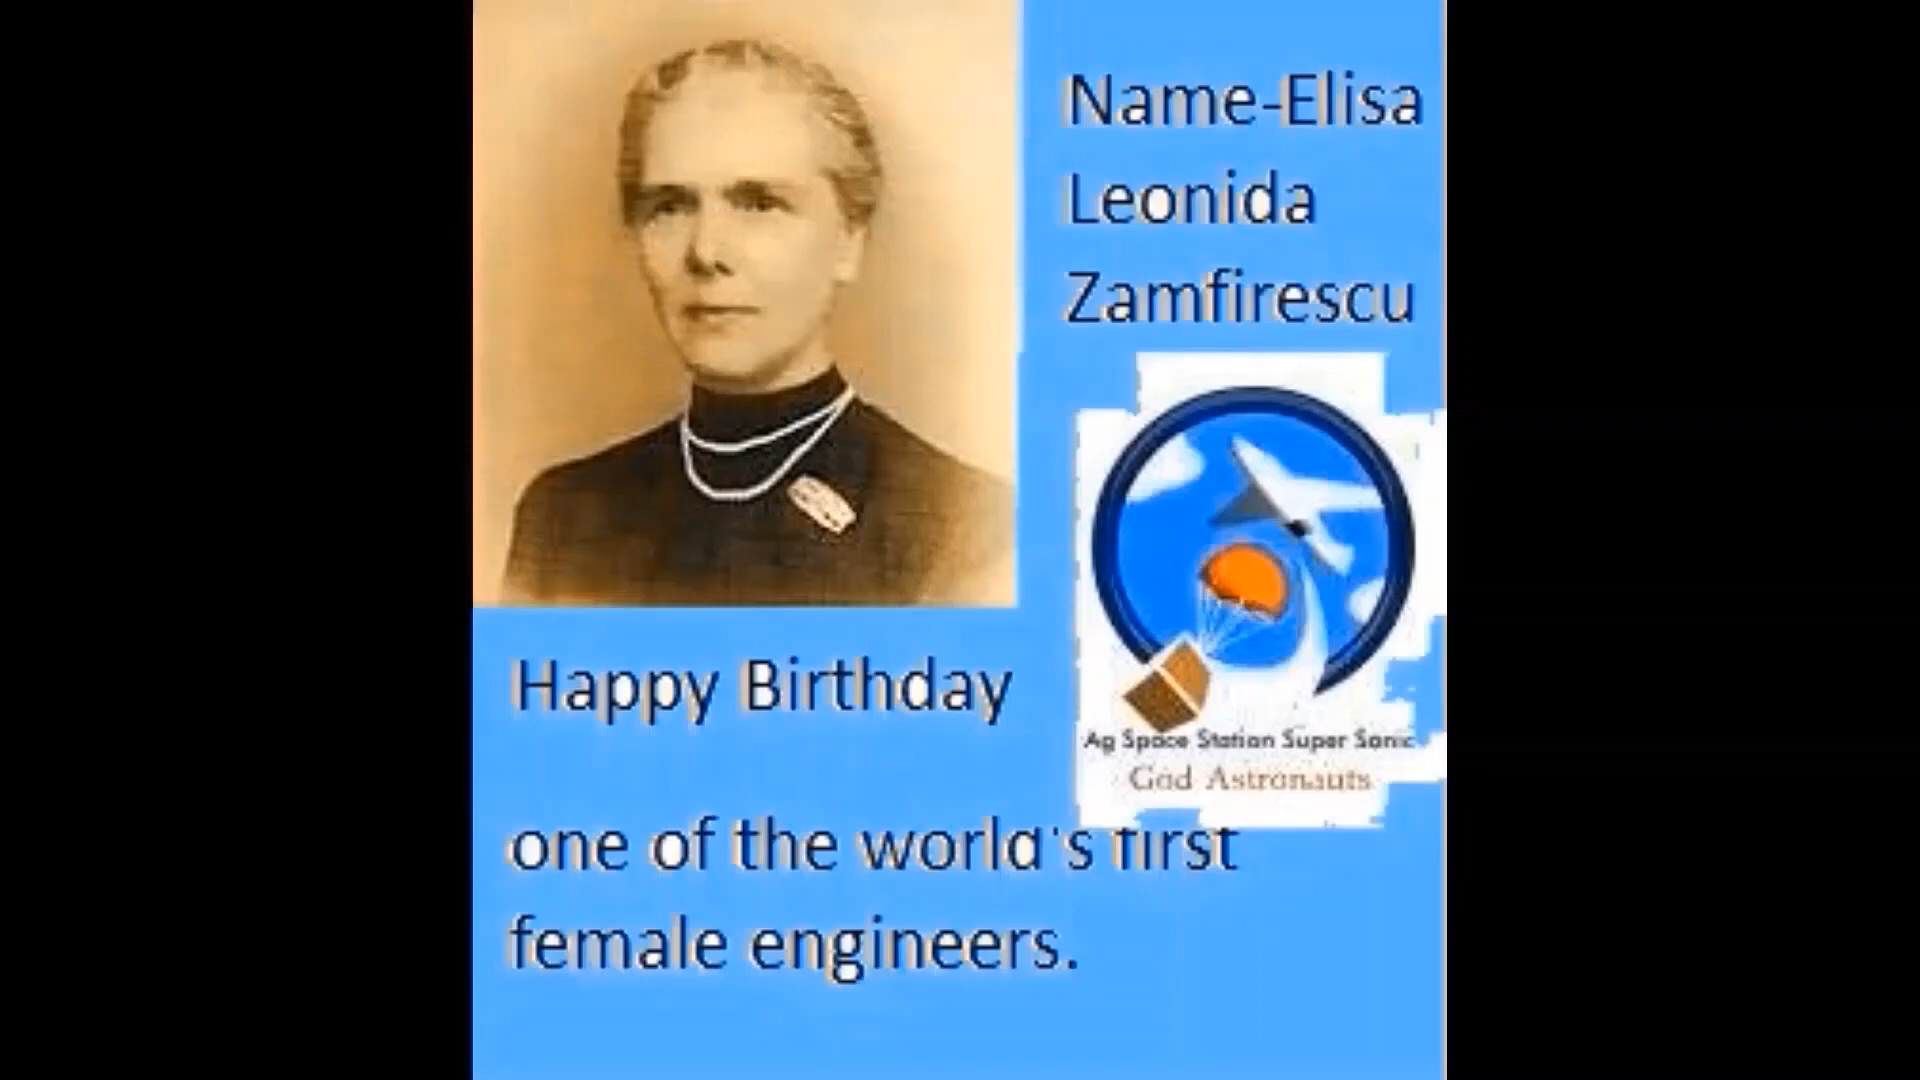 Name-Elisa
Leonida
Zamfirescu
Ag Space Station Super Sonic
God Astronauts
Happy Birthday
one of the world's first
female engineers.